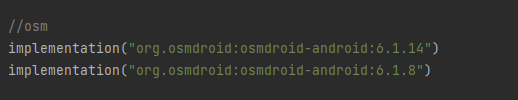 //osm
implementation("org.osmdroid:osmdroid-android:6.1.14")
implementation("org.osmdroid:osmdroid-android:6.1.8")